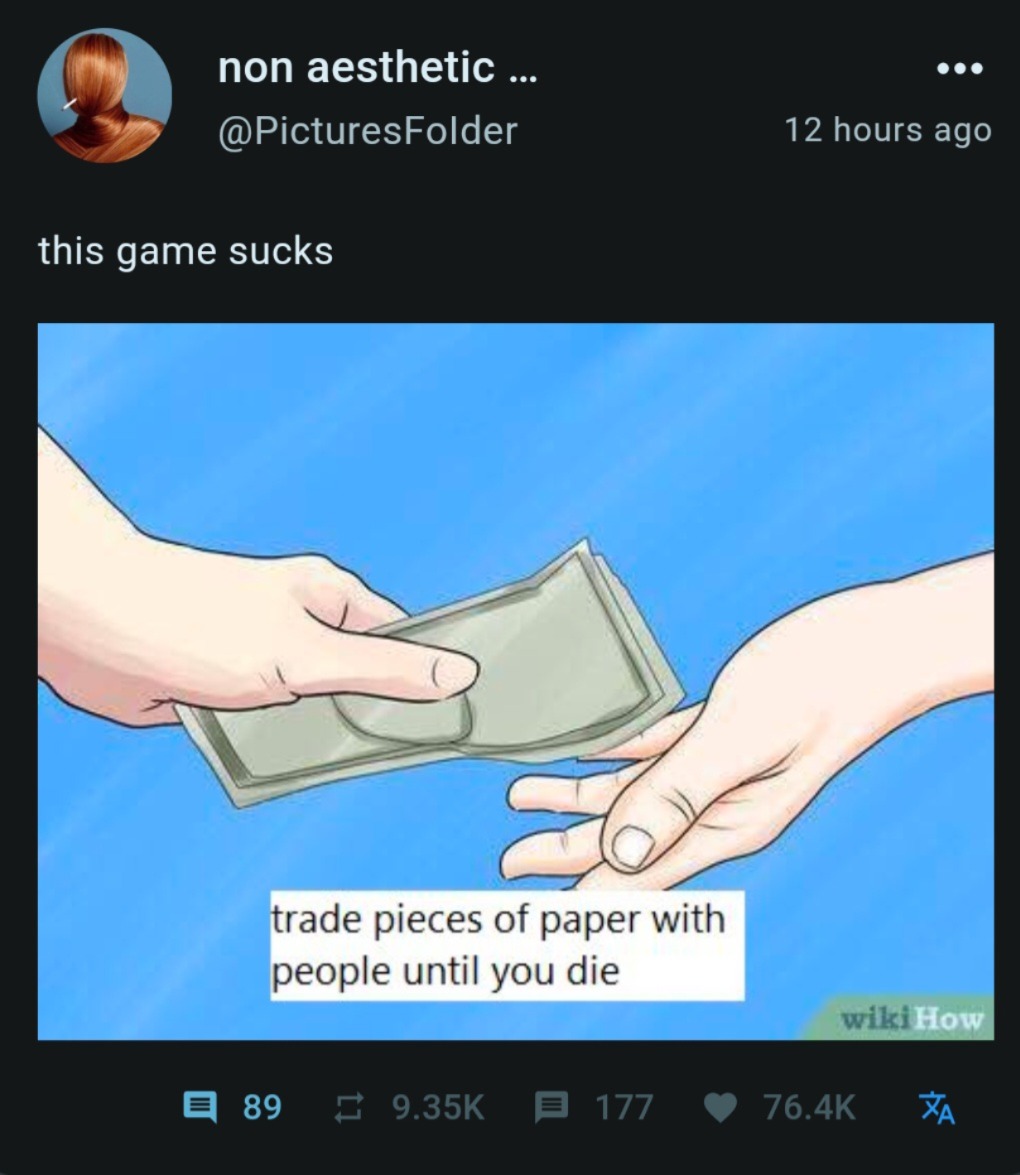 non aesthetic ...
@PicturesFolder
12 hours ago
this game sucks
trade pieces of paper with
people until you die
wikiHow
89 9.35K 177 76.4K